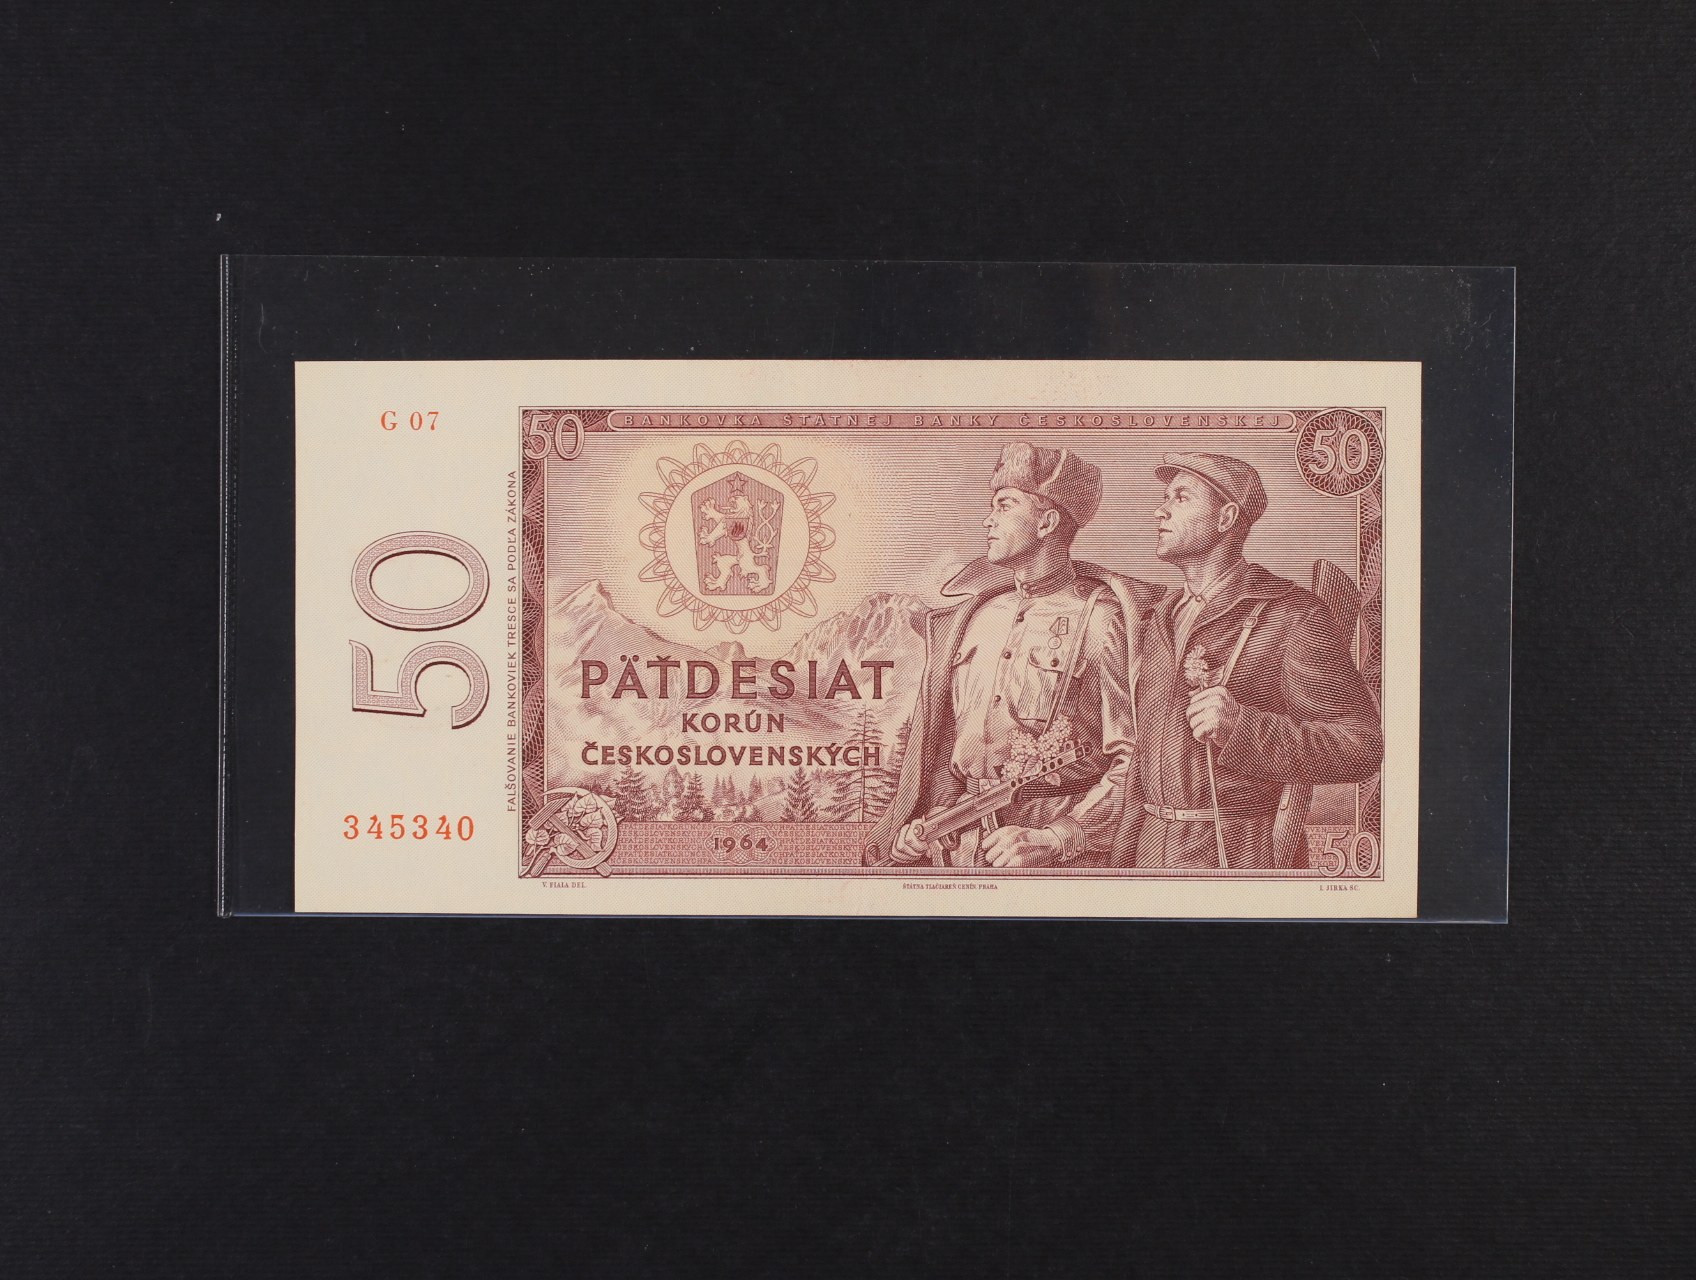 G 07
50
FALŠOVANIE BANKOVIEK TRESCE SA PODĽA ZÁKONA
345340
50
BANKOVKA ŠTÁTNEJ BANKY ČESKOSLOVENSKEJ
50
PÄŤDESIAT
KORÚN
ČESKOSLOVENSKÝCH
1964
50
V. FIALA DEL.
ŠTÁTNA TLAČIAREŇ CENÍN, PRAHA
J. JIRKA SC.